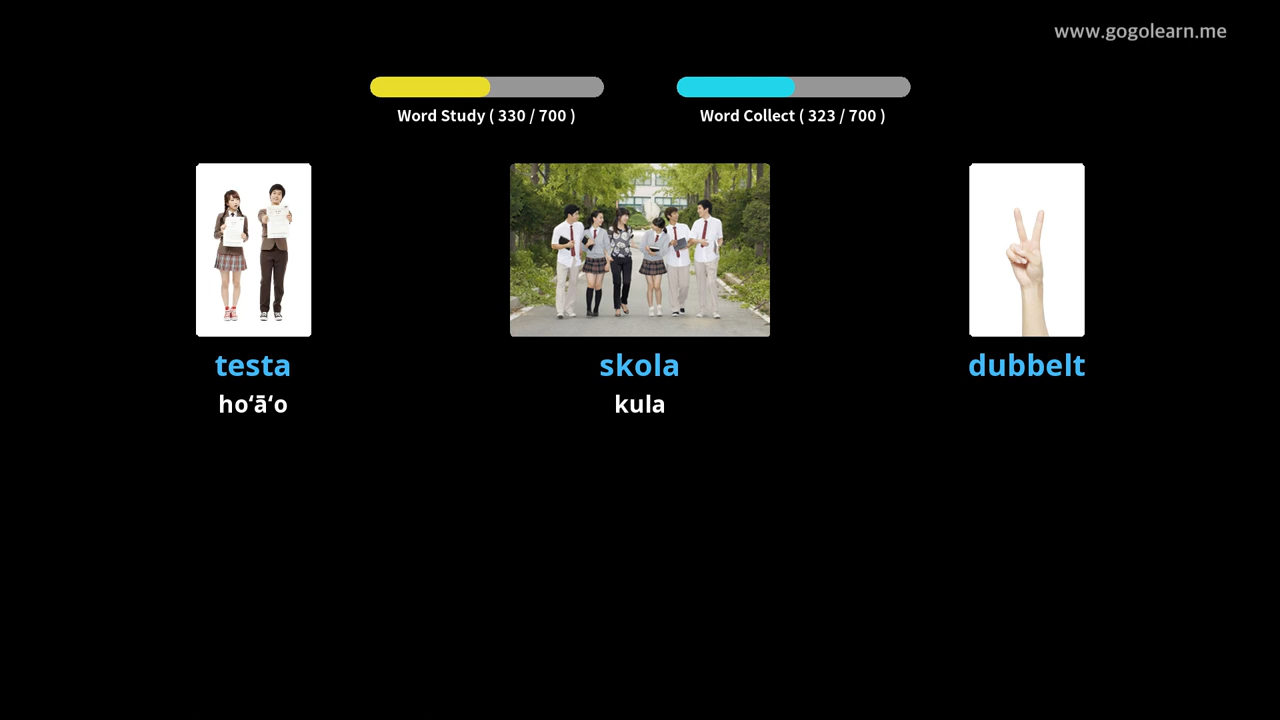 www.gogolearn.me
Word Study ( 330 / 700 )
Word Collect ( 323 / 700 )
testa
skola
dubbelt
hoʻāʻo
kula